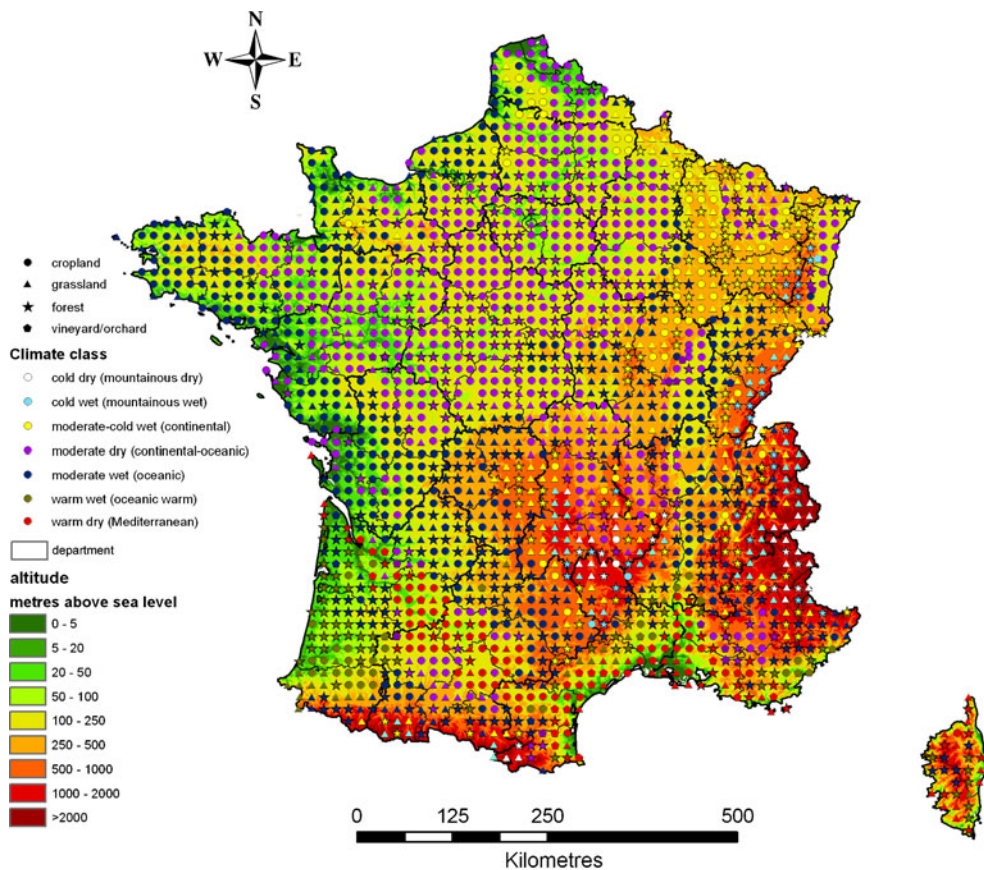 N
W E
S
cropland
grassland
forest
vineyard/orchard
Climate class
cold dry (mountainous dry)
cold wet (mountainous wet)
moderate-cold wet (continental)
moderate dry (continental-oceanic)
moderate wet (oceanic)
warm wet (oceanic warm)
warm dry (Mediterranean)
department
altitude
metres above sea level
0 - 5
5 - 20
20 - 50
50 - 100
100 - 250
250 - 500
500 - 1000
1000 - 2000
>2000
0 125 250 500
Kilometres